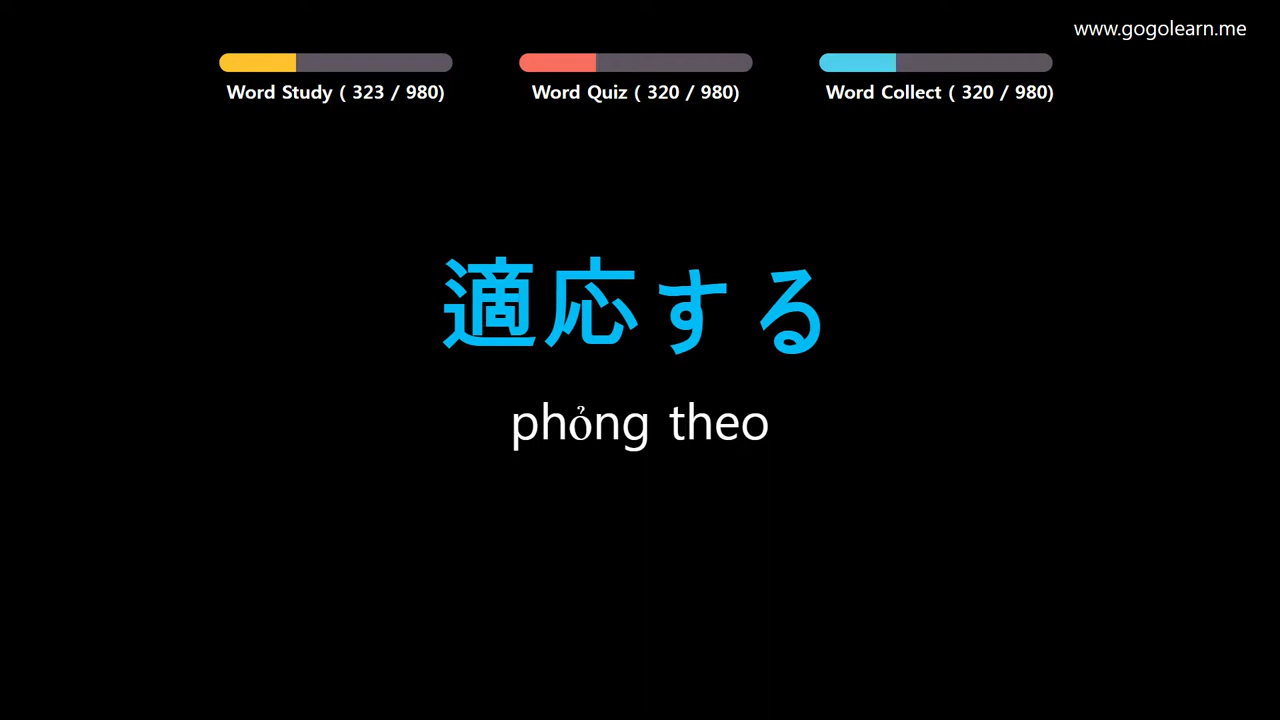 www.gogolearn.me
Word Study ( 323 / 980)
Word Quiz ( 320 / 980)
Word Collect ( 320 / 980)
適応する
phỏng theo